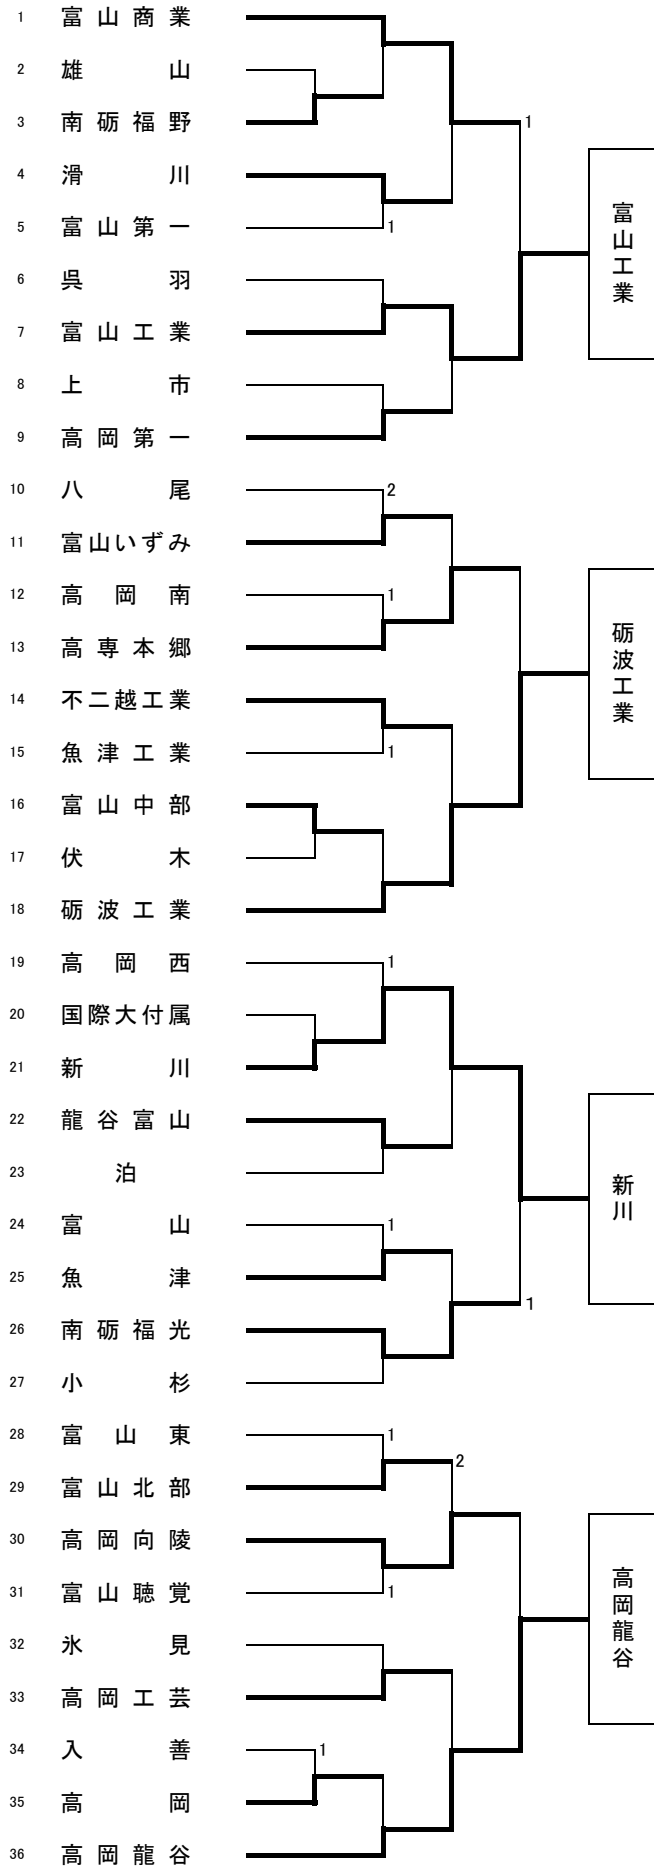 1 富山商業
2 雄山
3 南砺福野
1
4 滑川
5 富山第一
1
富山工業
6 呉羽
7 富山工業
8 上市
9 高岡第一
10 八尾
2
11 富山いずみ
12 高岡南
1
13 高専本郷
砺波工業
14 不二越工業
15 魚津工業
1
16 富山中部
17 伏木
18 砺波工業
19 高岡西
1
20 国際大付属
21 新川
22 龍谷富山
23 泊
新川
24 富山
1
25 魚津
26 南砺福光
1
27 小杉
28 富山東
1
2
29 富山北部
30 高岡向陵
31 富山聴覚
1
高岡龍谷
32 氷見
33 高岡工芸
34 入善
1
35 高岡
36 高岡龍谷